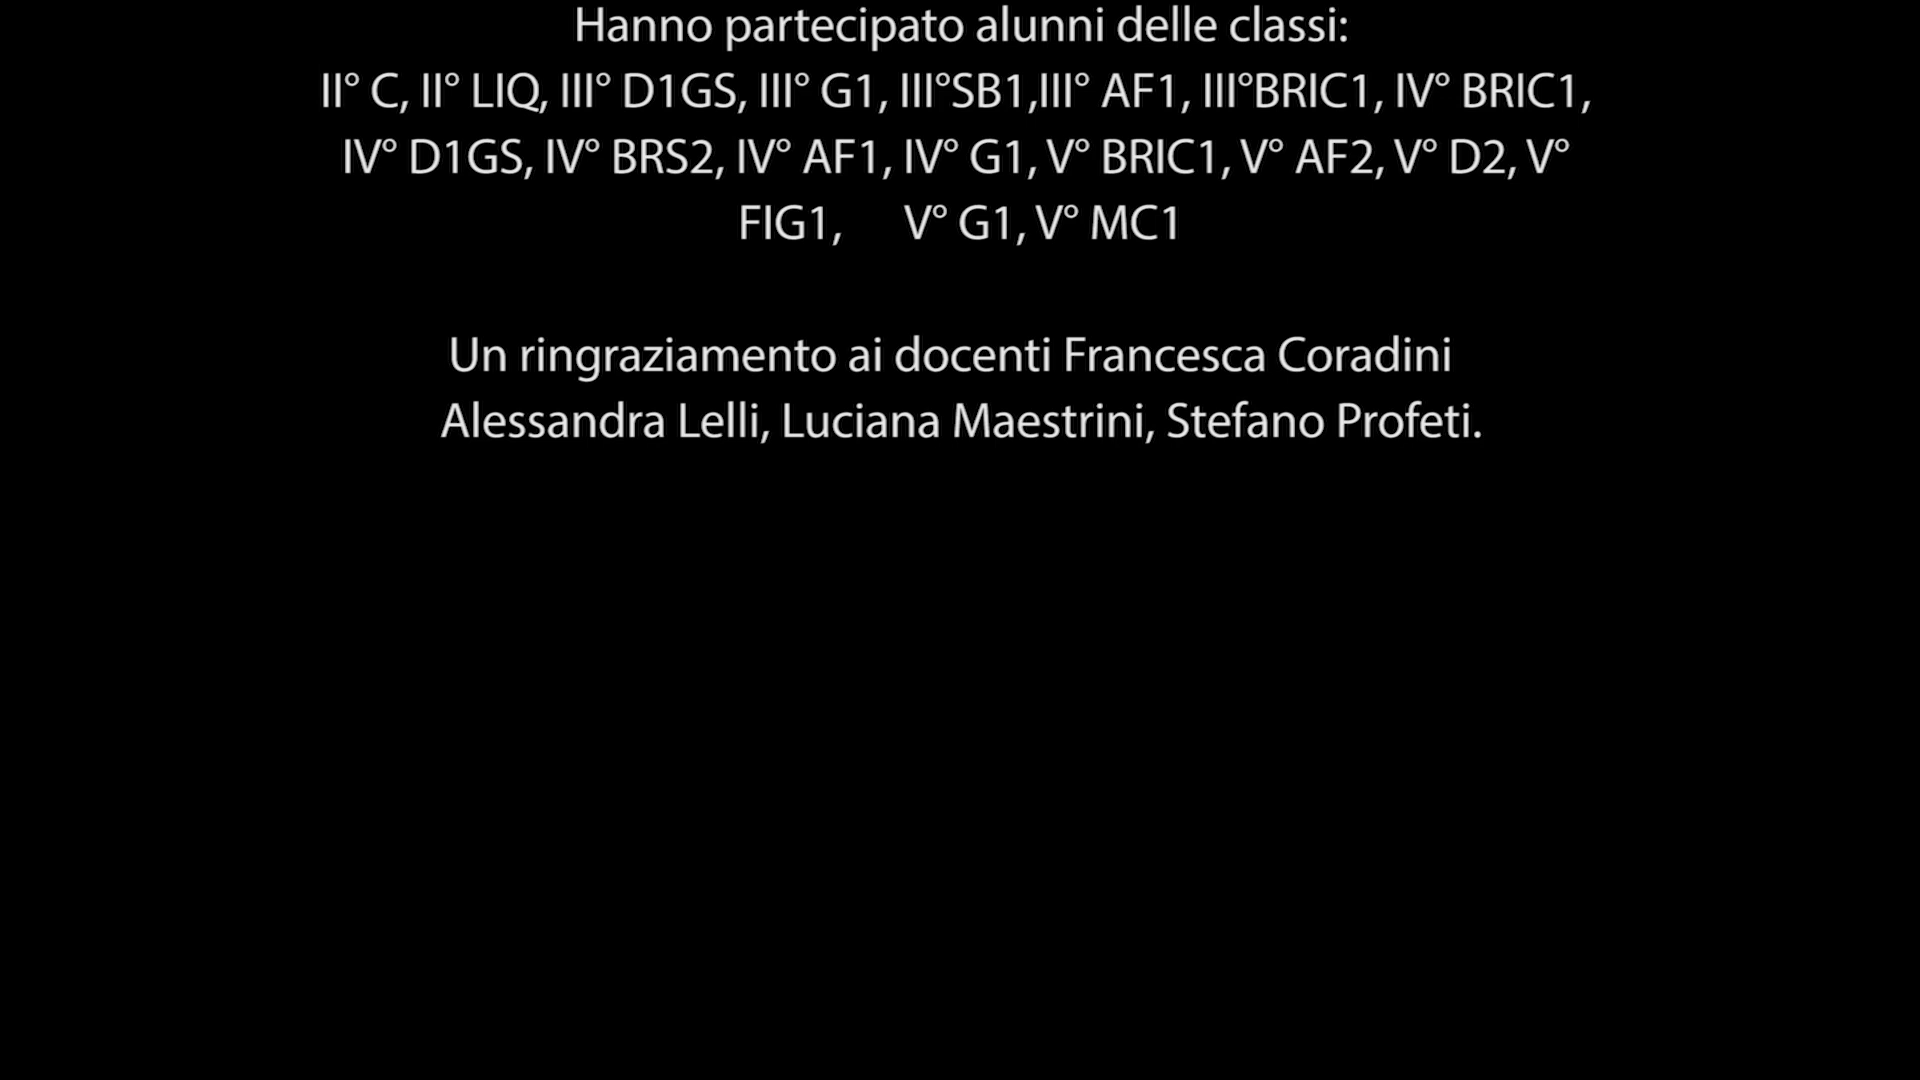 Hanno partecipato alunni delle classi:
II° C, II° LIQ, III° D1GS, III° G1, III°SB1,III° AF1, III°BRIC1, IV° BRIC1,
IV° D1GS, IV° BRS2, IV° AF1, IV° G1, V° BRIC1, V° AF2, V° D2, V°
FIG1, V° G1, V° MC1
Un ringraziamento ai docenti Francesca Coradini
Alessandra Lelli, Luciana Maestrini, Stefano Profeti.